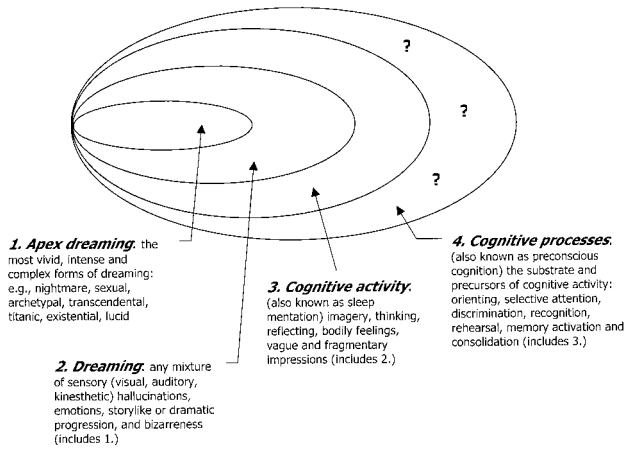 ?
?
?
1. Apex dreaming: the
most vivid, intense and
complex forms of dreaming:
e.g., nightmare, sexual,
archetypal, transcendental,
titanic, existential, lucid
2. Dreaming: any mixture
of sensory (visual, auditory,
kinesthetic) hallucinations,
emotions, storylike or dramatic
progression, and bizarreness
(includes 1.)
3. Cognitive activity:
(also known as sleep
mentation) imagery, thinking,
reflecting, bodily feelings,
vague and fragmentary
impressions (includes 2.)
4. Cognitive processes:
(also known as preconscious
cognition) the substrate and
precursors of cognitive activity:
orienting, selective attention,
discrimination, recognition,
rehearsal, memory activation and
consolidation (includes 3.)